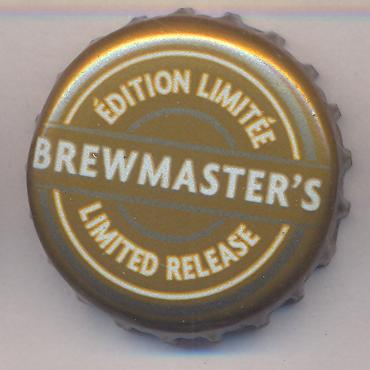 ÉDITION LIMITÉE
BREWMASTER'S
LIMITED RELEASE